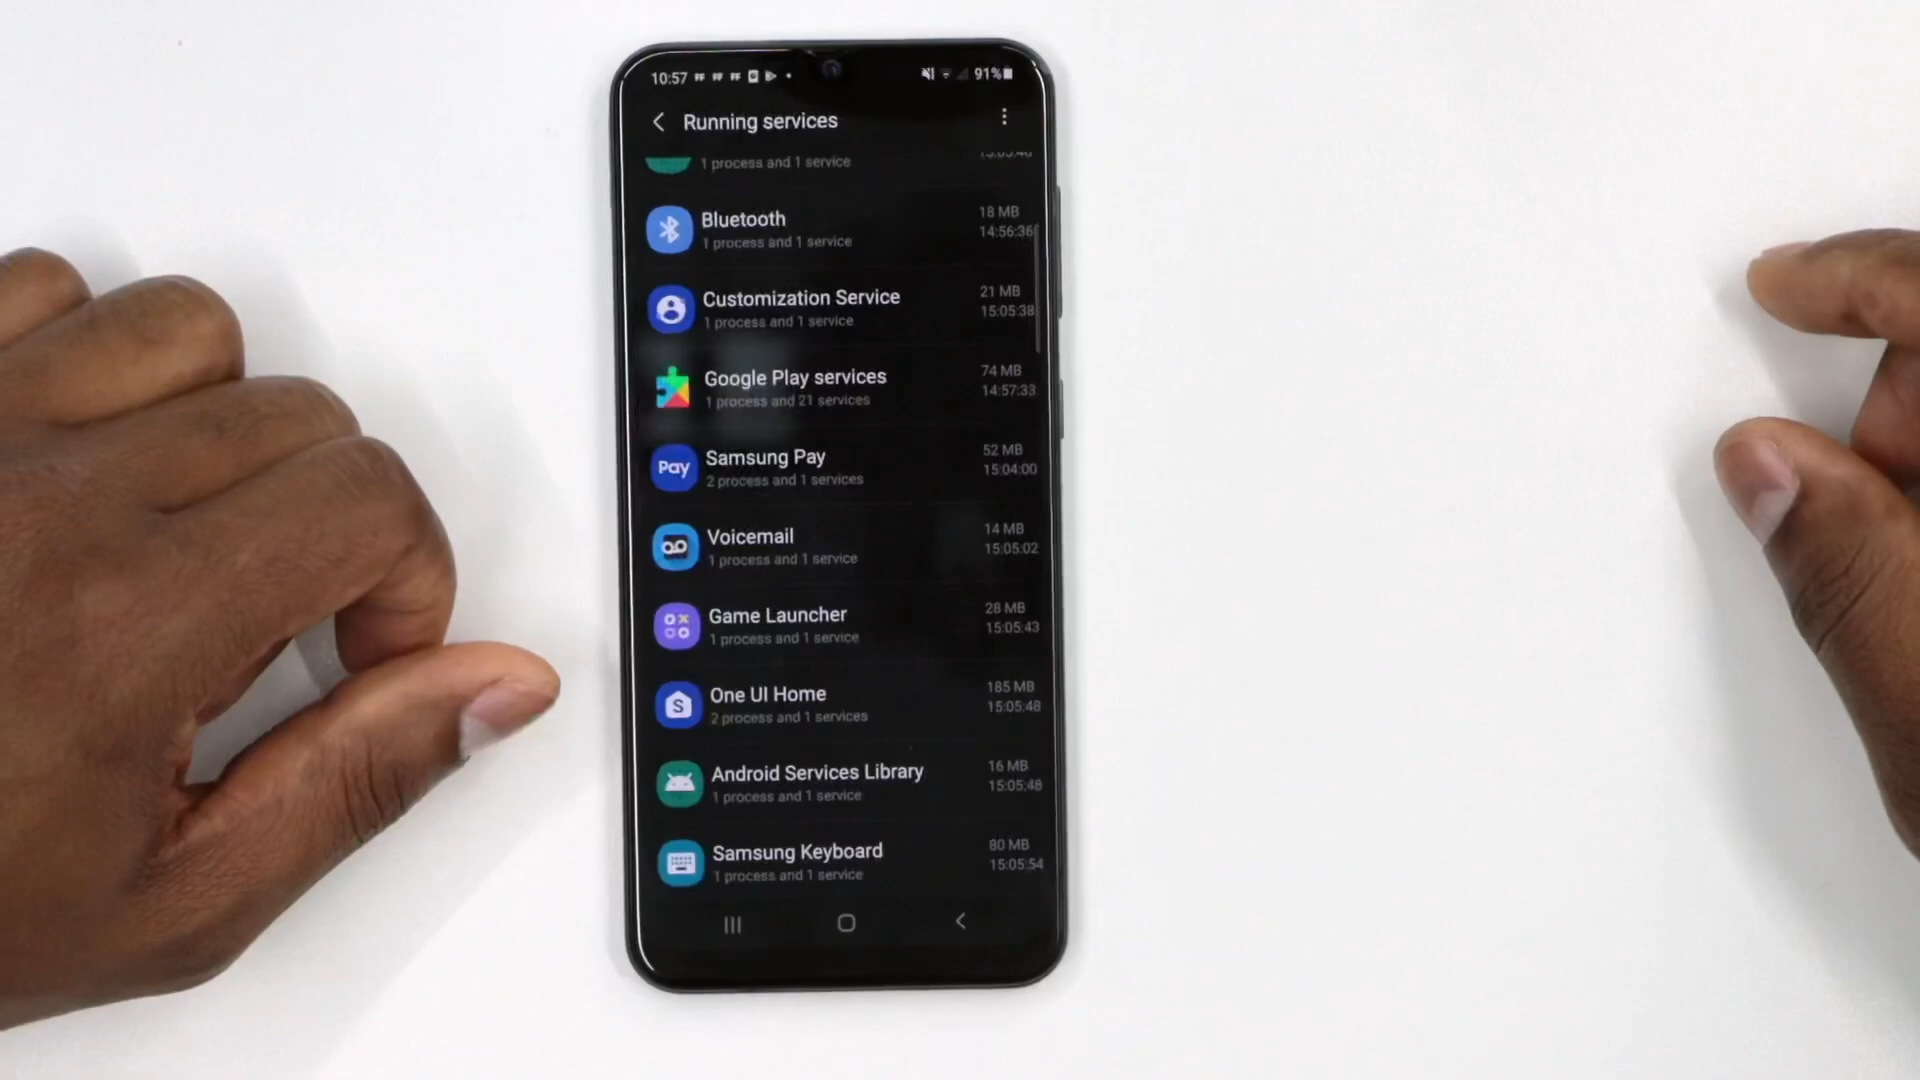 10:57
91%
Running services
1 process and 1 service
Bluetooth
18 MB
1 process and 1 service
14:56:36
Customization Service
21 MB
1 process and 1 service
15:05:38
Google Play services
74 MB
1 process and 21 services
14:57:33
Pay
Samsung Pay
52 MB
2 process and 1 services
15:04:00
Voicemail
14 MB
1 process and 1 service
15:05:02
Game Launcher
28 MB
1 process and 1 service
15:05:43
S
One UI Home
185 MB
2 process and 1 services
15:05:48
Android Services Library
16 MB
1 process and 1 service
15:05:48
Samsung Keyboard
80 MB
1 process and 1 service
15:05:54